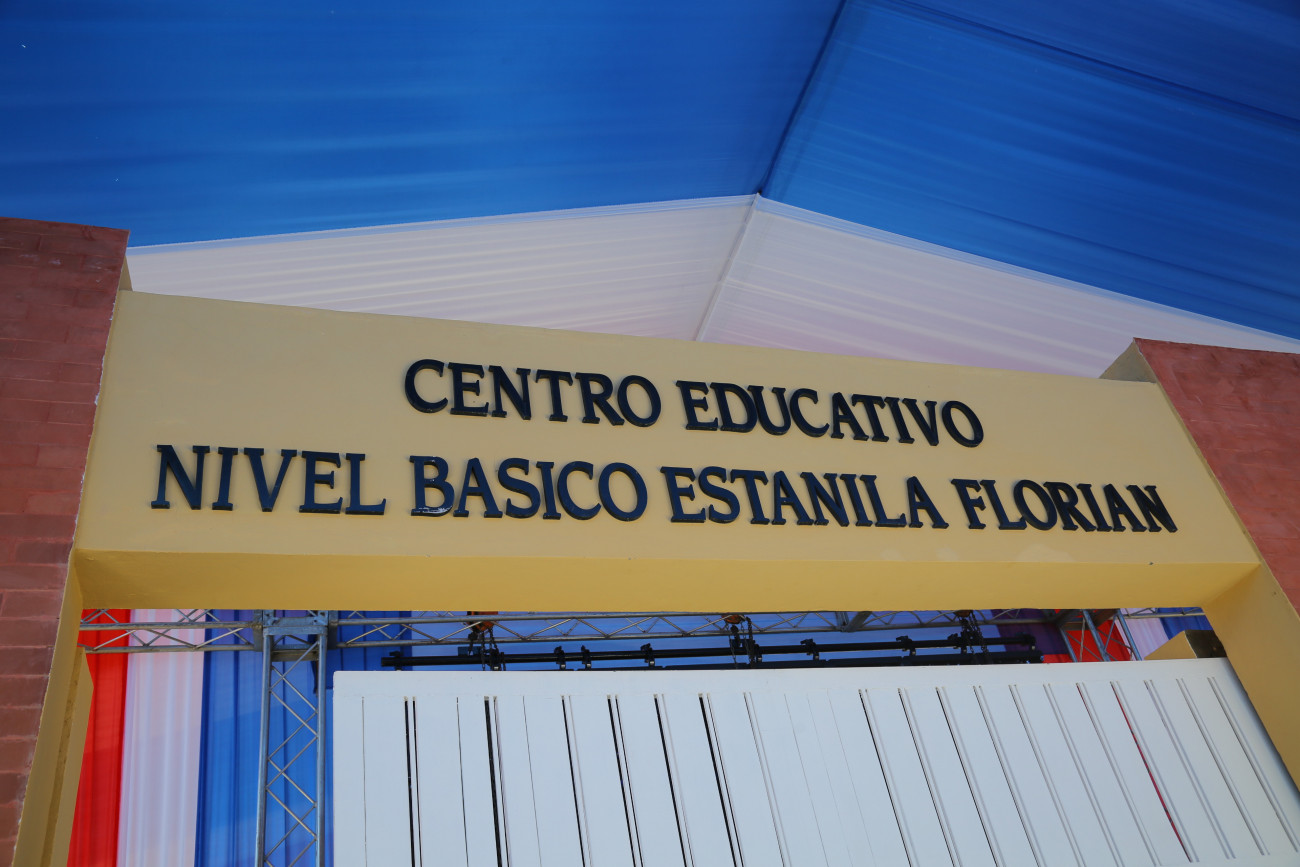 CENTRO EDUCATIVO
NIVEL BASICO ESTANILA FLORIAN